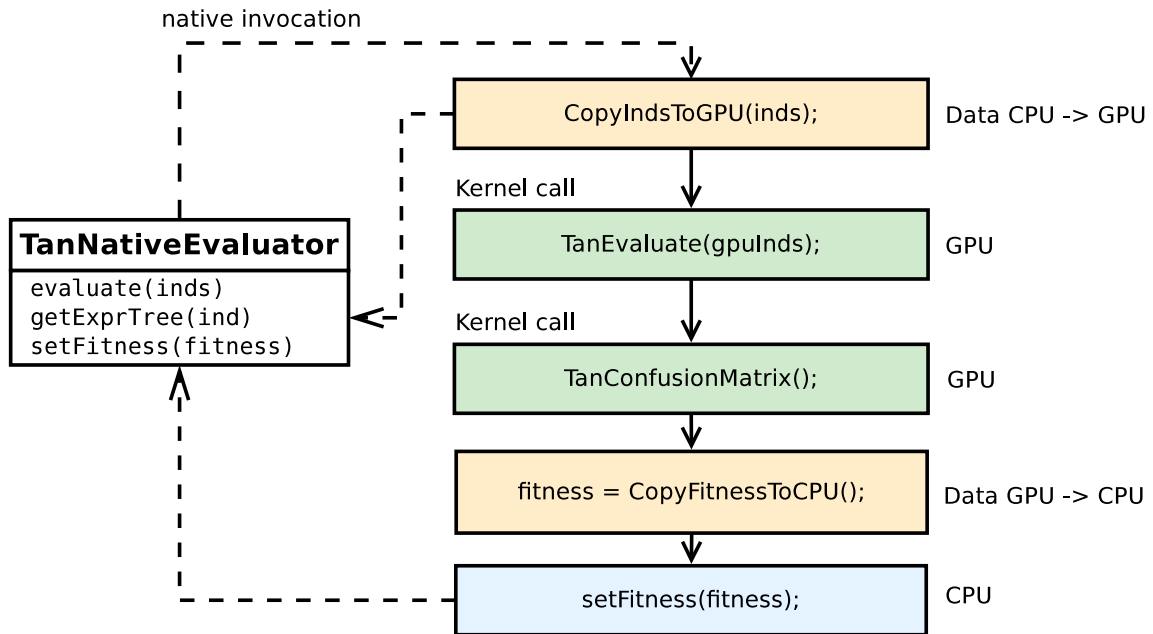 native invocation
CopyIndsToGPU(inds);
Data CPU -> GPU
Kernel call
TanEvaluate(gpuInds);
GPU
TanNativeEvaluator
evaluate(inds)
getExprTree(ind)
setFitness(fitness)
Kernel call
TanConfusionMatrix();
GPU
fitness = CopyFitnessToCPU();
Data GPU -> CPU
setFitness(fitness);
CPU